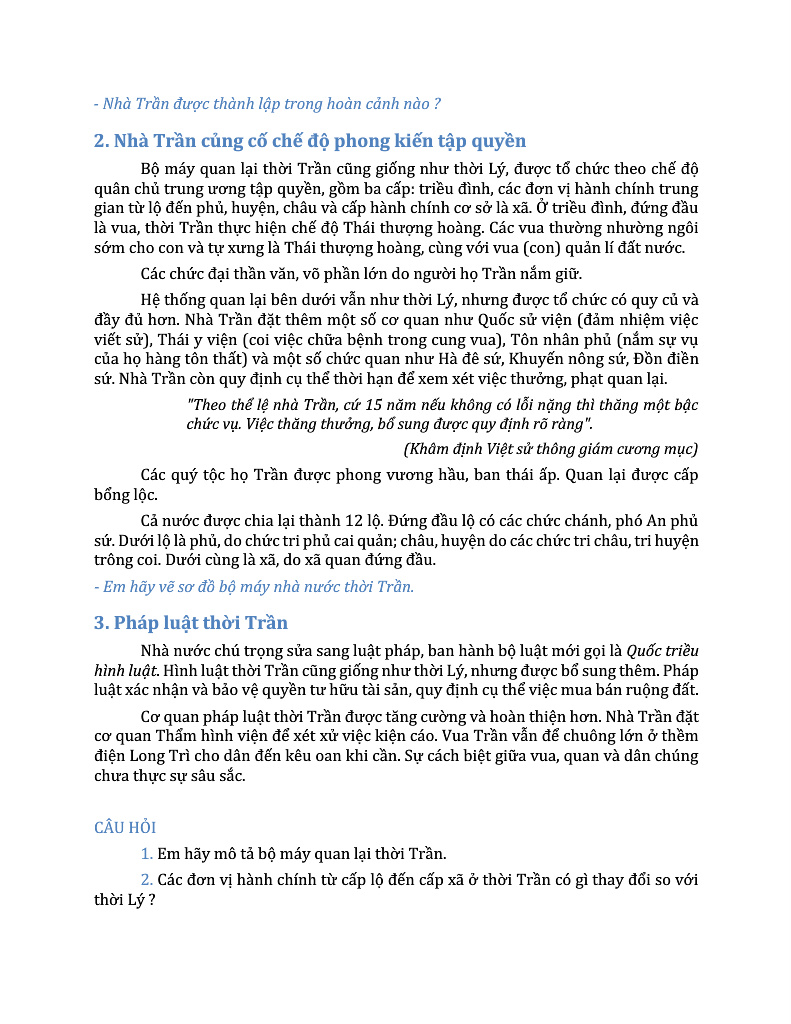 - Nhà Trần được thành lập trong hoàn cảnh nào ?
2. Nhà Trần củng cố chế độ phong kiến tập quyền
Bộ máy quan lại thời Trần cũng giống như thời Lý, được tổ chức theo chế độ
quân chủ trung ương tập quyền, gồm ba cấp: triều đình, các đơn vị hành chính trung
gian từ lộ đến phủ, huyện, châu và cấp hành chính cơ sở là xã. Ở triều đình, đứng đầu
là vua, thời Trần thực hiện chế độ Thái thượng hoàng. Các vua thường nhường ngôi
sớm cho con và tự xưng là Thái thượng hoàng, cùng với vua (con) quản lí đất nước.
Các chức đại thần văn, võ phần lớn do người họ Trần nắm giữ.
Hệ thống quan lại bên dưới vẫn như thời Lý, nhưng được tổ chức có quy củ và
đầy đủ hơn. Nhà Trần đặt thêm một số cơ quan như Quốc sử viện (đảm nhiệm việc
viết sử), Thái y viện (coi việc chữa bệnh trong cung vua), Tôn nhân phủ (nắm sự vụ
của họ hàng tôn thất) và một số chức quan như Hà đê sứ, Khuyến nông sứ, Đồn điền
sứ. Nhà Trần còn quy định cụ thể thời hạn để xem xét việc thưởng, phạt quan lại.
"Theo thể lệ nhà Trần, cứ 15 năm nếu không có lỗi nặng thì thăng một bậc
chức vụ. Việc thăng thưởng, bổ sung được quy định rõ ràng".
(Khâm định Việt sử thông giám cương mục)
Các quý tộc họ Trần được phong vương hầu, ban thái ấp. Quan lại được cấp
bổng lộc.
Cả nước được chia lại thành 12 lộ. Đứng đầu lộ có các chức chánh, phó An phủ
sứ. Dưới lộ là phủ, do chức tri phủ cai quản; châu, huyện do các chức tri châu, tri huyện
trông coi. Dưới cùng là xã, do xã quan đứng đầu.
- Em hãy vẽ sơ đồ bộ máy nhà nước thời Trần.
3. Pháp luật thời Trần
Nhà nước chú trọng sửa sang luật pháp, ban hành bộ luật mới gọi là Quốc triều
hình luật. Hình luật thời Trần cũng giống như thời Lý, nhưng được bổ sung thêm. Pháp
luật xác nhận và bảo vệ quyền tư hữu tài sản, quy định cụ thể việc mua bán ruộng đất.
Cơ quan pháp luật thời Trần được tăng cường và hoàn thiện hơn. Nhà Trần đặt
cơ quan Thẩm hình viện để xét xử việc kiện cáo. Vua Trần vẫn để chuông lớn ở thềm
điện Long Trì cho dân đến kêu oan khi cần. Sự cách biệt giữa vua, quan và dân chúng
chưa thực sự sâu sắc.
CÂU HỎI
1. Em hãy mô tả bộ máy quan lại thời Trần.
2. Các đơn vị hành chính từ cấp lộ đến cấp xã ở thời Trần có gì thay đổi so với
thời Lý ?